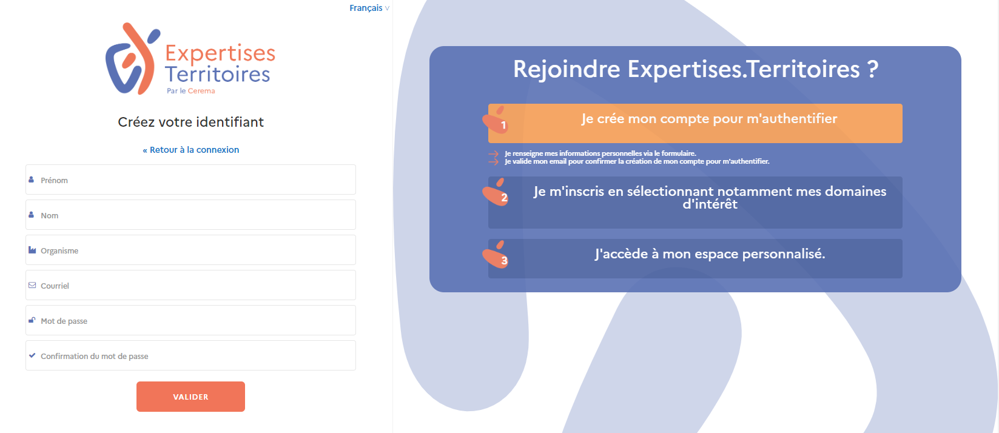 Français
Expertises
Territoires
Par le Cerema
Créez votre identifiant
« Retour à la connexion
Prénom
Nom
Organisme
Courriel
Mot de passe
Confirmation du mot de passe
VALIDER
Rejoindre Expertises.Territoires ?
1
Je crée mon compte pour m'authentifier
Je renseigne mes informations personnelles via le formulaire.
Je valide mon email pour confirmer la création de mon compte pour m'authentifier.
2
Je m'inscris en sélectionnant notamment mes domaines
d'intérêt
3
J'accède à mon espace personnalisé.